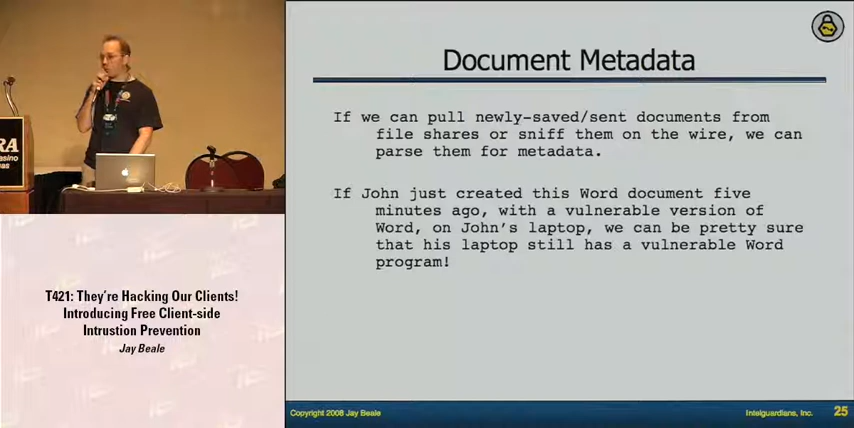 Document Metadata
If we can pull newly-saved/sent documents from
file shares or sniff them on the wire, we can
parse them for metadata.
If John just created this Word document five
minutes ago, with a vulnerable version of
Word, on John's laptop, we can be pretty sure
that his laptop still has a vulnerable Word
program!
RA
asino
as
T421: They're Hacking Our Clients!
Introducing Free Client-side
Intrustion Prevention
Jay Beale
Copyright 2008 Jay Beale
Intelguardians, Inc.
25